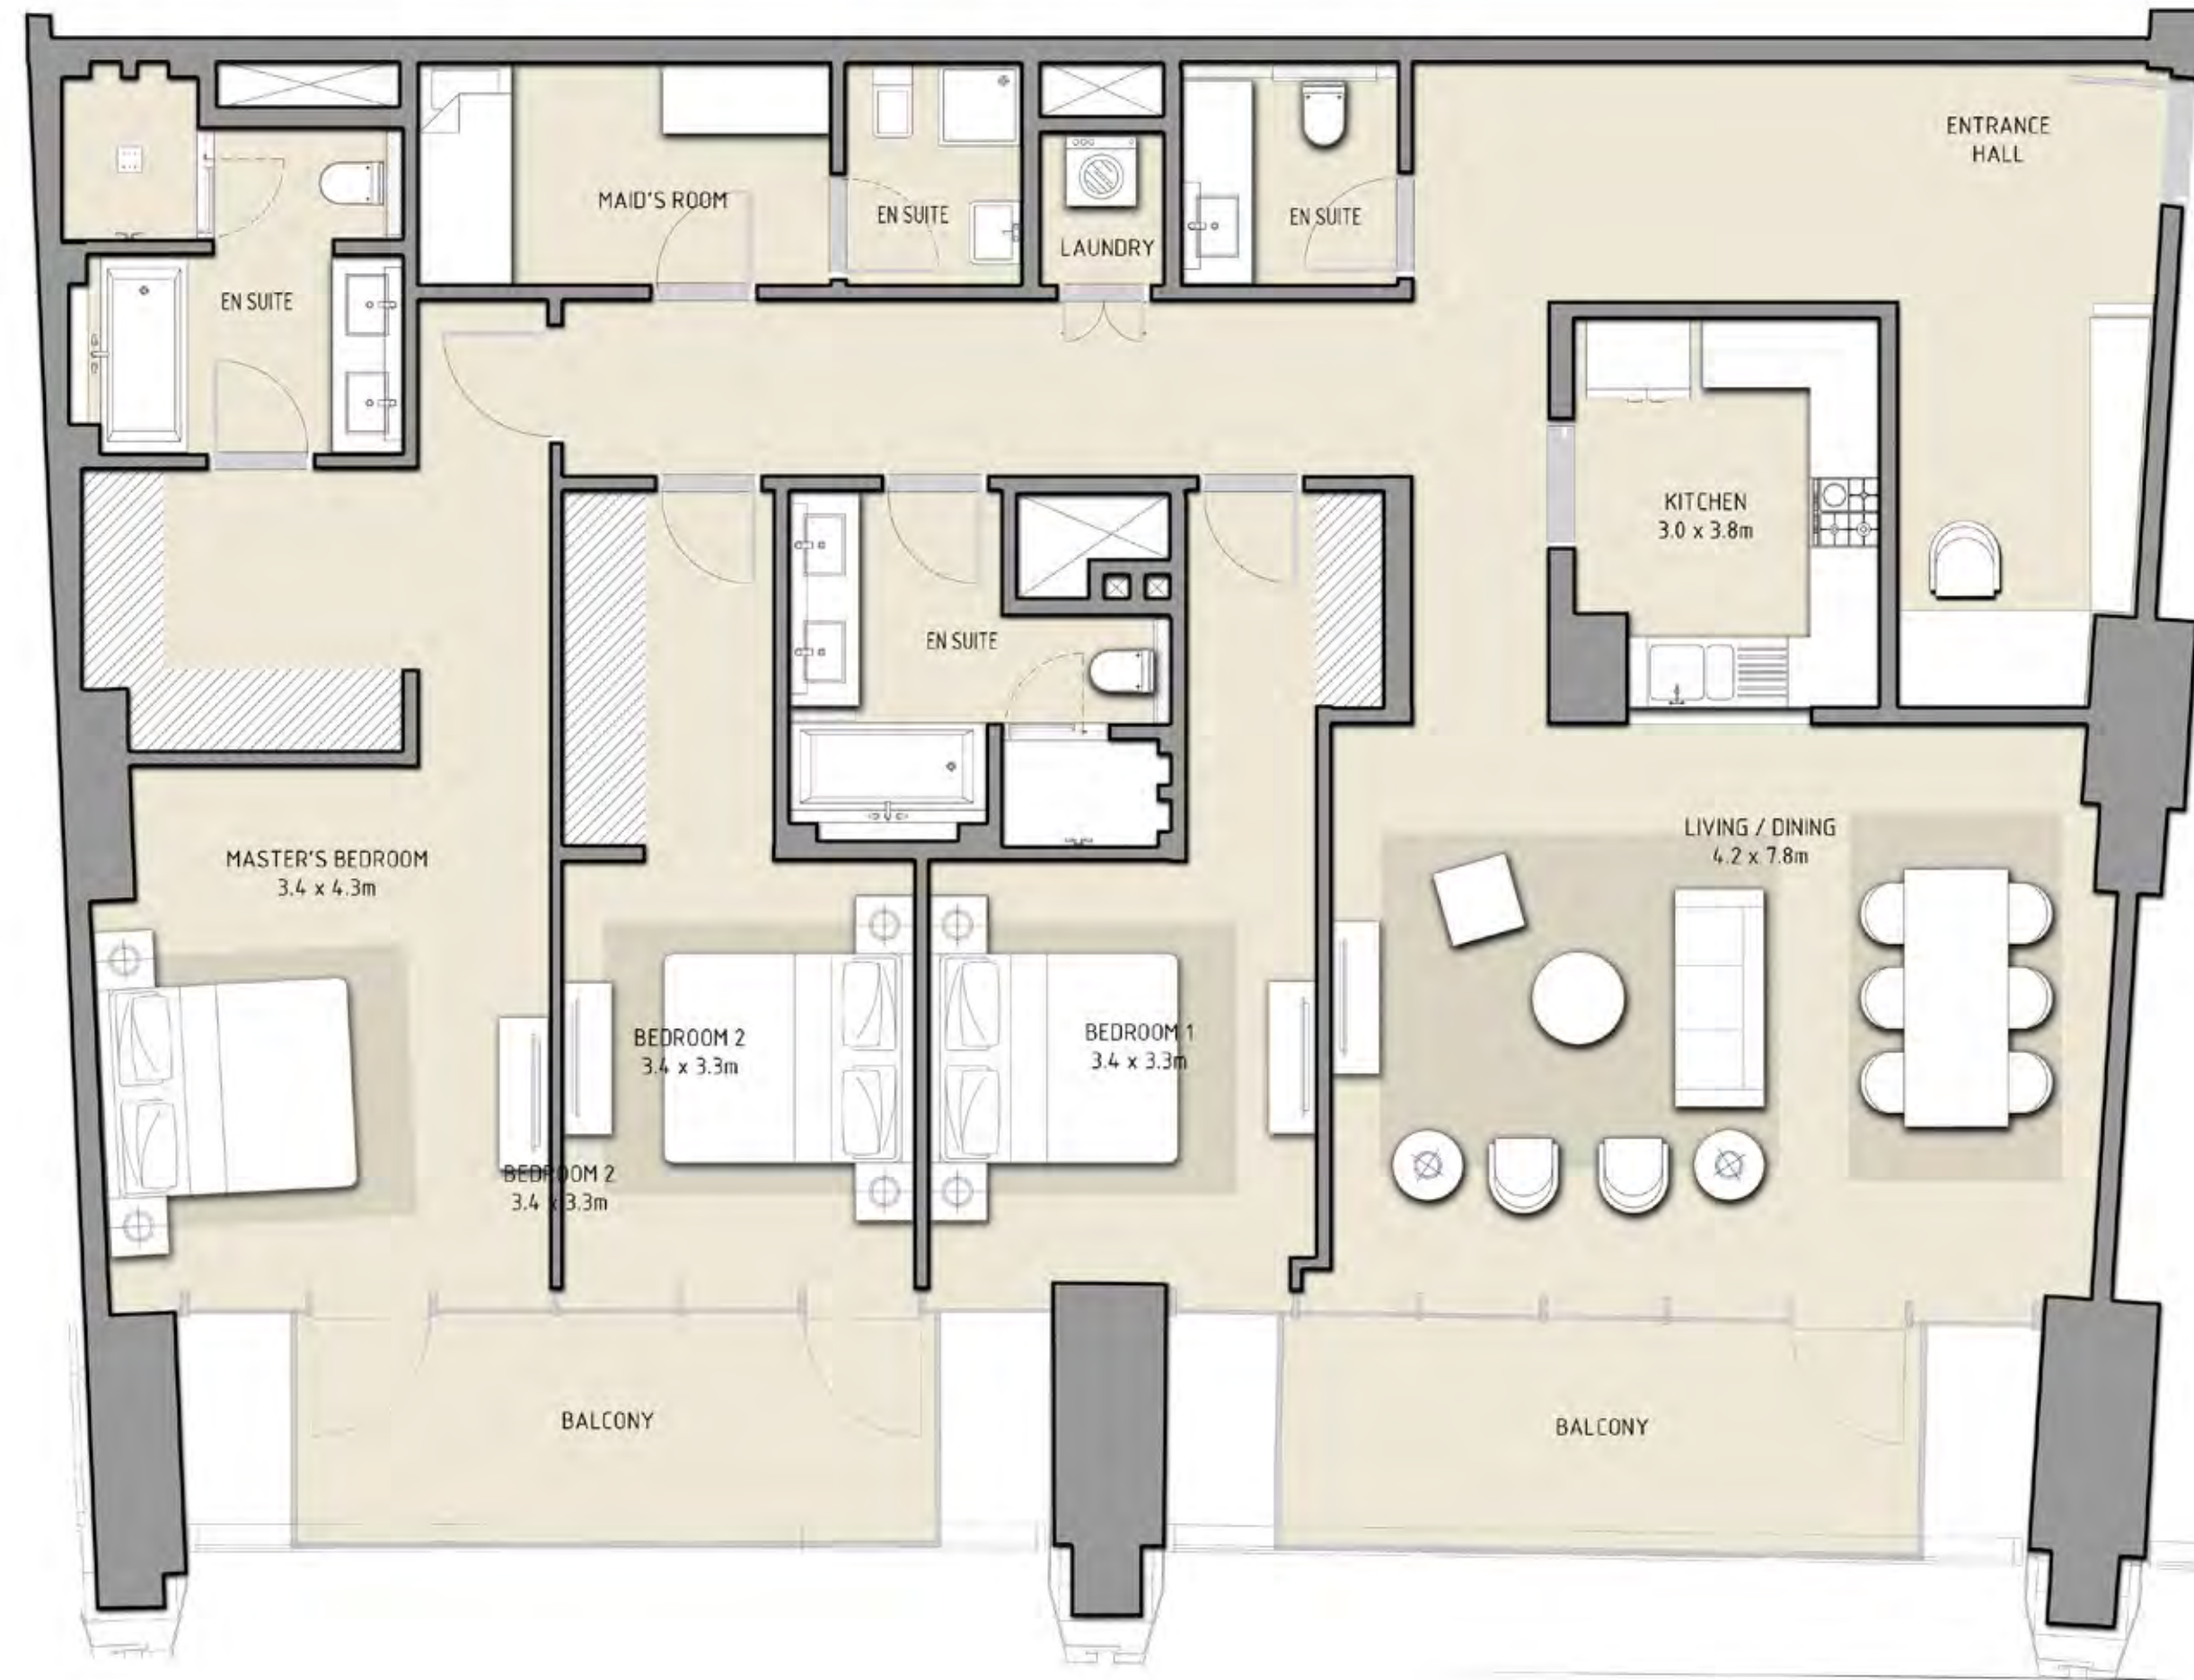 ENTRANCE
HALL
MAID'S ROOM
EN SUITE
EN SUITE
LAUNDRY
EN SUITE
KITCHEN
3.0 x 3.8m
EN SUITE
LIVING / DINING
4.2 x 7.8m
MASTER'S BEDROOM
3.4 x 4.3m
BEDROOM 2
3.4 x 3.3m
BEDROOM 1
3.4 x 3.3m
BEDROOM 2
3.4 x 3.3m
BALCONY
BALCONY